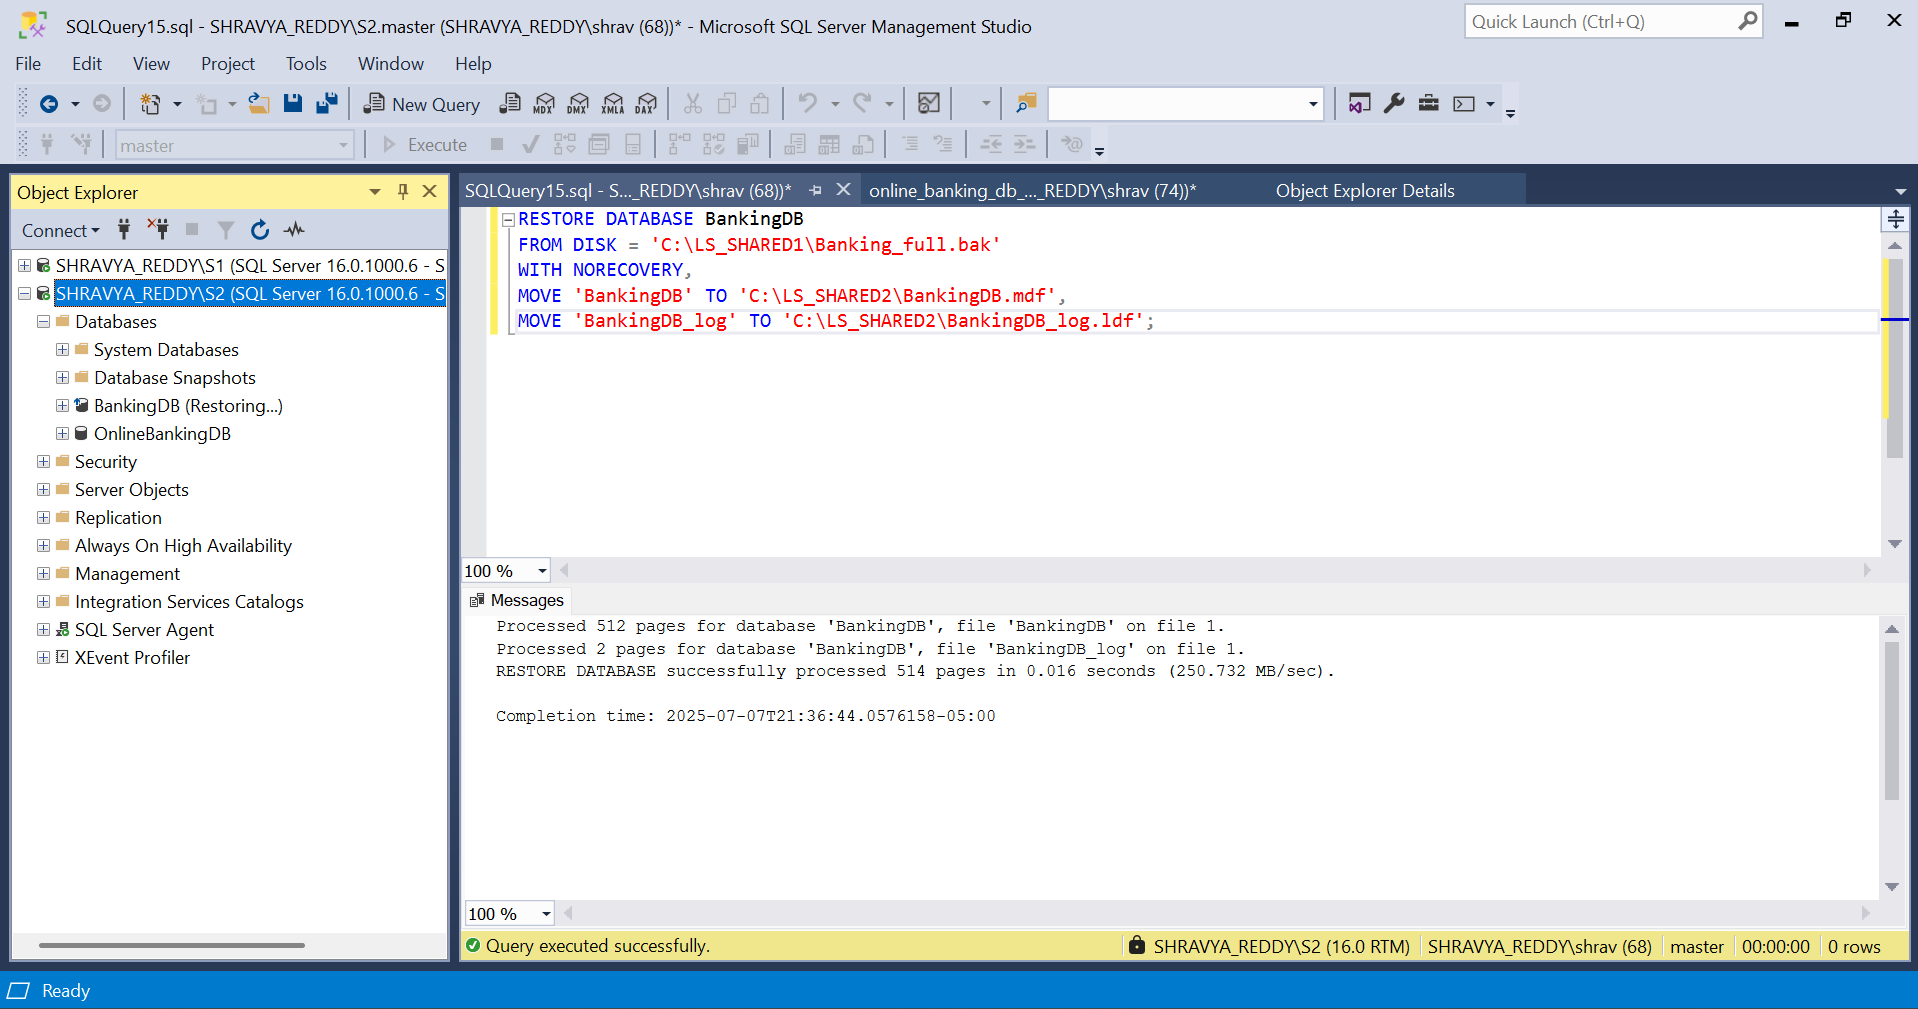 SQLQuery15.sql - SHRAVYA_REDDY\S2.master (SHRAVYA_REDDY\shrav (68))* - Microsoft SQL Server Management Studio
Quick Launch (Ctrl+Q)
File Edit View Project Tools Window Help
New Query MDX DMX XMLA DAX
master Execute
Object Explorer
Connect
SHRAVYA_REDDY\S1 (SQL Server 16.0.1000.6 - S
SHRAVYA_REDDY\S2 (SQL Server 16.0.1000.6 - S
Databases
System Databases
Database Snapshots
BankingDB (Restoring...)
OnlineBankingDB
Security
Server Objects
Replication
Always On High Availability
Management
Integration Services Catalogs
SQL Server Agent
XEvent Profiler
SQLQuery15.sql - S..._REDDY\shrav (68))* online_banking_db_..._REDDY\shrav (74))* Object Explorer Details
RESTORE DATABASE BankingDB
FROM DISK = 'C:\LS_SHARED1\Banking_full.bak'
WITH NORECOVERY,
MOVE 'BankingDB' TO 'C:\LS_SHARED2\BankingDB.mdf',
MOVE 'BankingDB_log' TO 'C:\LS_SHARED2\BankingDB_log.ldf';
100 %
Messages
Processed 512 pages for database 'BankingDB', file 'BankingDB' on file 1.
Processed 2 pages for database 'BankingDB', file 'BankingDB_log' on file 1.
RESTORE DATABASE successfully processed 514 pages in 0.016 seconds (250.732 MB/sec).
Completion time: 2025-07-07T21:36:44.0576158-05:00
100 %
Query executed successfully. SHRAVYA_REDDY\S2 (16.0 RTM) SHRAVYA_REDDY\shrav (68) master 00:00:00 0 rows
Ready